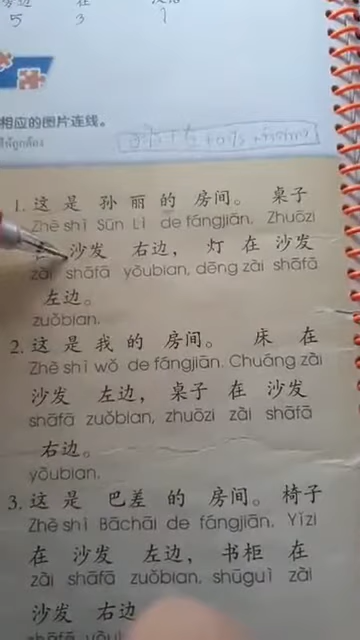 5 3 1
相应的图片连线。
1. 这 是 孙 丽 的 房间。 桌子
Zhè shì Sūn Lì de fángjiān. Zhuōzi
沙发 右边, 灯 在 沙发
zài shāfā yòubian, dēng zài shāfā
左边。
zuǒbian.
2. 这 是 我 的 房间。 床 在
Zhè shì wǒ de fángjiān. Chuáng zài
沙发 左边, 桌子 在 沙发
shāfā zuǒbian, zhuōzi zài shāfā
右边。
yòubian.
3. 这 是 巴差 的 房间。 椅子
Zhè shì Bāchāi de fángjiān. Yǐzi
在 沙发 左边, 书柜 在
zài shāfā zuǒbian, shūguì zài
沙发 右边
shāfā